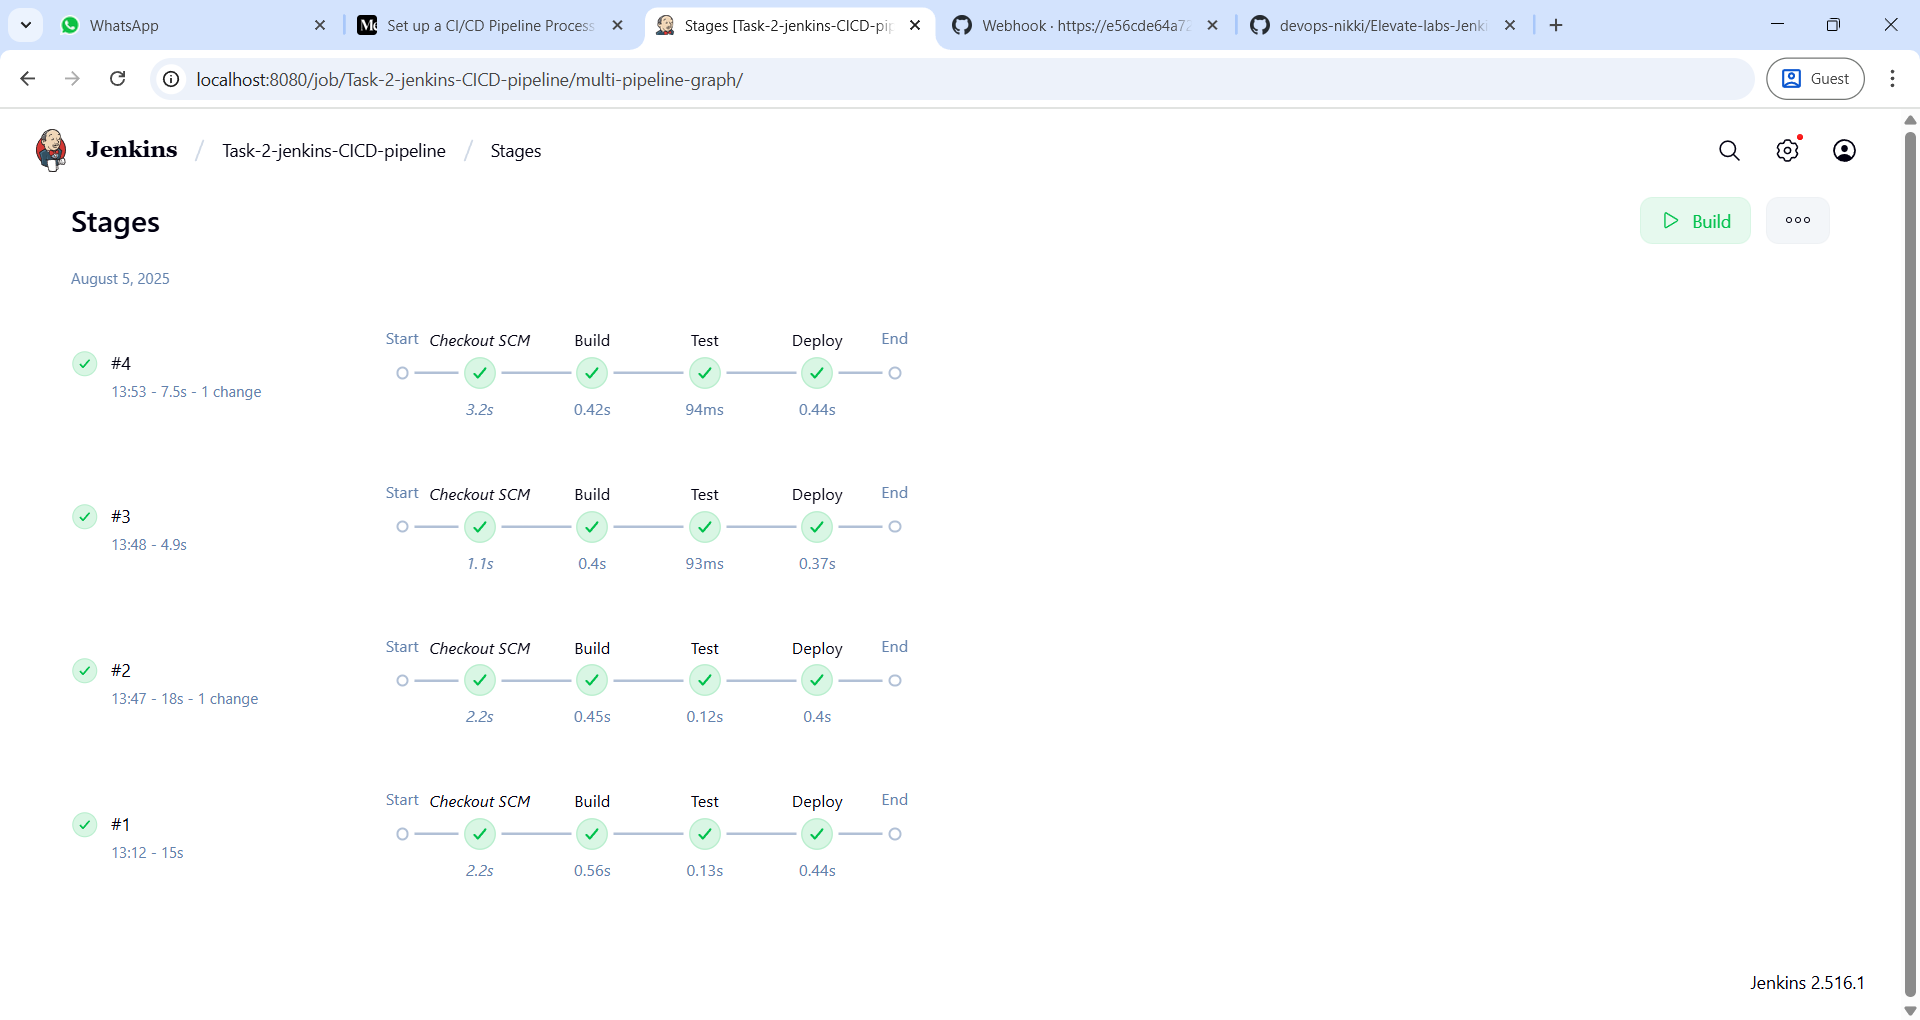 WhatsApp
Set up a CI/CD Pipeline Process
Stages [Task-2-jenkins-CICD-pip
Webhook · https://e56cde64a72
devops-nikki/Elevate-labs-Jenki
localhost:8080/job/Task-2-jenkins-CICD-pipeline/multi-pipeline-graph/
Guest
Jenkins / Task-2-jenkins-CICD-pipeline / Stages
Stages
Build
August 5, 2025
Start Checkout SCM Build Test Deploy End
#4
13:53 - 7.5s - 1 change
3.2s 0.42s 94ms 0.44s
Start Checkout SCM Build Test Deploy End
#3
13:48 - 4.9s
1.1s 0.4s 93ms 0.37s
Start Checkout SCM Build Test Deploy End
#2
13:47 - 18s - 1 change
2.2s 0.45s 0.12s 0.4s
Start Checkout SCM Build Test Deploy End
#1
13:12 - 15s
2.2s 0.56s 0.13s 0.44s
Jenkins 2.516.1